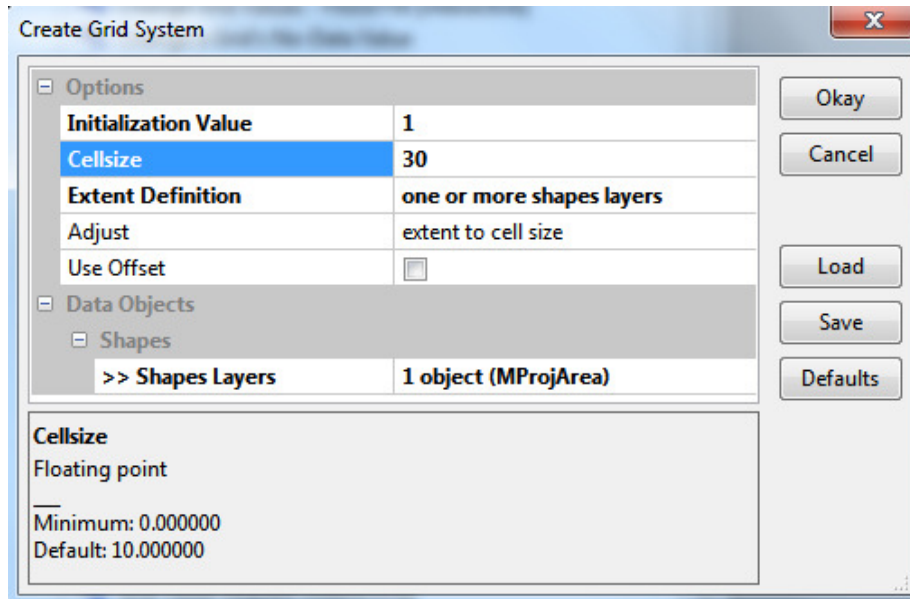 Create Grid System
Options
Initialization Value 1
Cellsize 30
Extent Definition one or more shapes layers
Adjust extent to cell size
Use Offset
Data Objects
Shapes
>> Shapes Layers 1 object (MProjArea)
Okay
Cancel
Load
Save
Defaults
Cellsize
Floating point
__
Minimum: 0.000000
Default: 10.000000